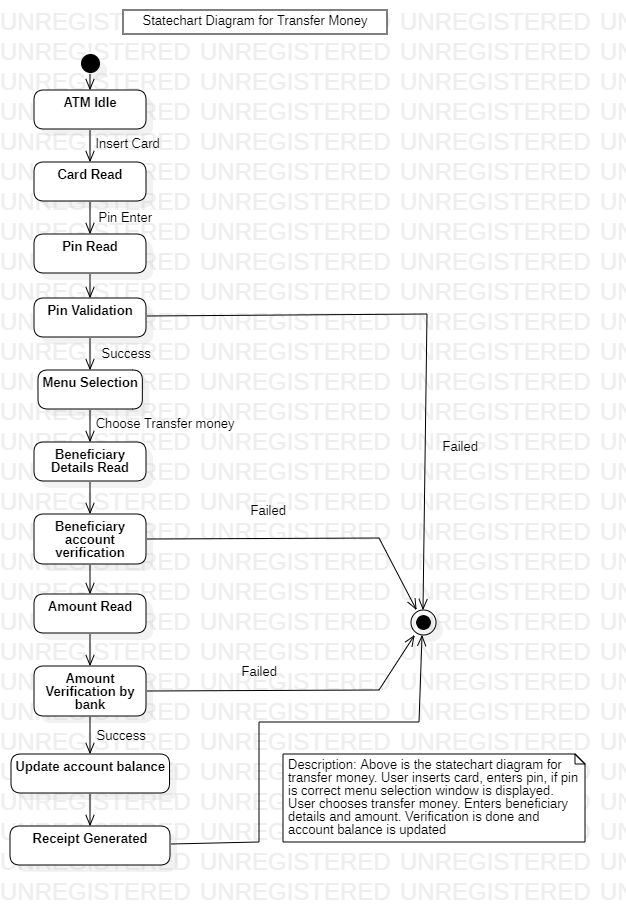 Statechart Diagram for Transfer Money
ATM Idle
Insert Card
Card Read
Pin Enter
Pin Read
Pin Validation
Success
Menu Selection
Choose Transfer money
Failed
Beneficiary
Details Read
Failed
Beneficiary
account
verification
Amount Read
Failed
Amount
Verification by
bank
Success
Update account balance
Receipt Generated
Description: Above is the statechart diagram for
transfer money. User inserts card, enters pin, if pin
is correct menu selection window is displayed.
User chooses transfer money. Enters beneficiary
details and amount. Verification is done and
account balance is updated
UNREGISTERED